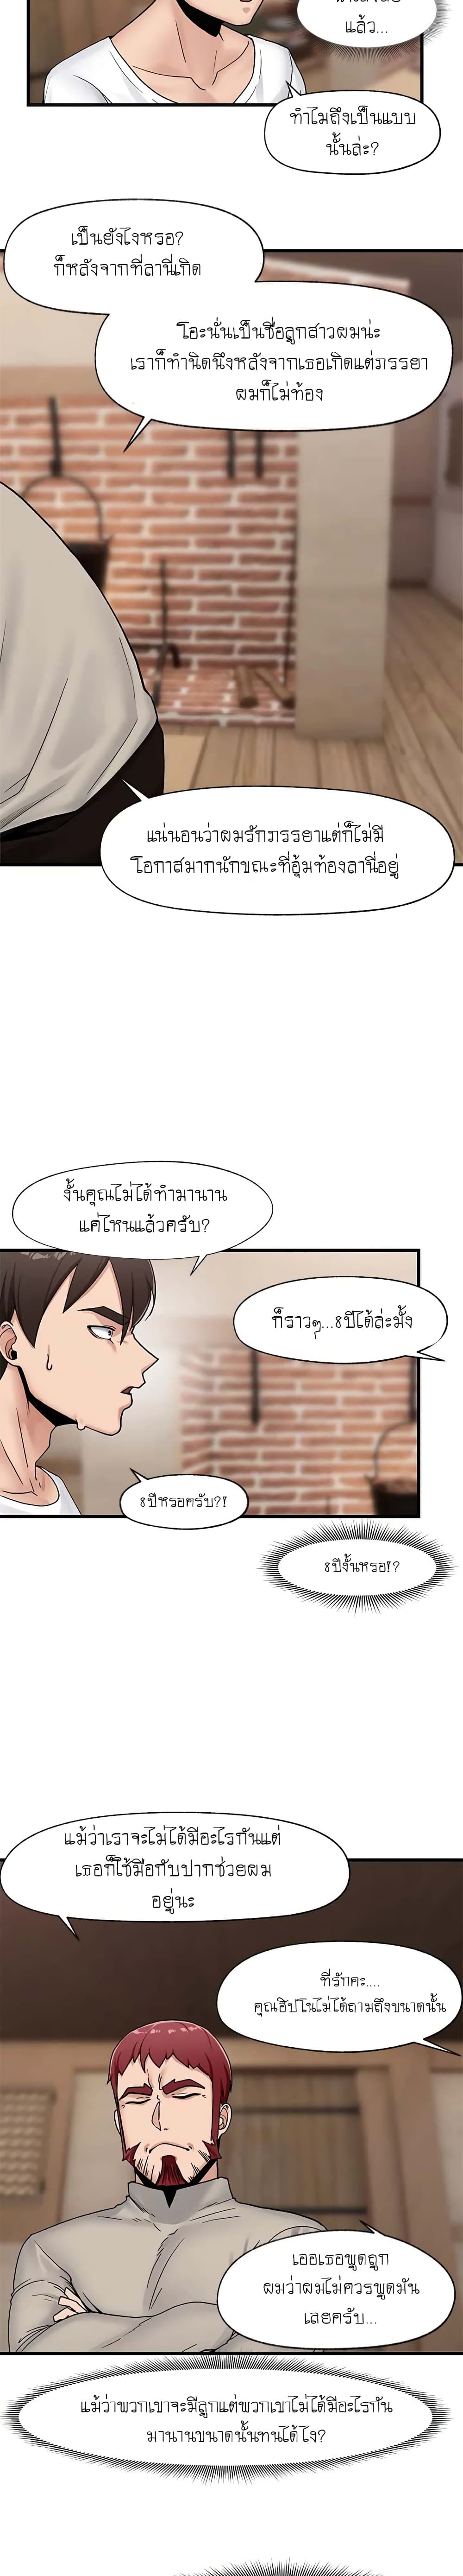 แล้ว...
ทำไมถึงเป็นแบบ
นั้นล่ะ?
เป็นยังไงหรอ?
ก็หลังจากที่ลานี่เกิด
โอะนั่นเป็นชื่อลูกสาวผมน่ะ
เราก็ทำนิดนึงหลังจากเธอเกิดแต่ภรรยา
ผมก็ไม่ท้อง
แน่นอนว่าผมรักภรรยาแต่ก็ไม่มี
โอกาสมากนักขณะที่อุ้มท้องลานี่อยู่
งั้นคุณไม่ได้ทำมานาน
แค่ไหนแล้วครับ?
ก็ราวๆ...8ปีได้ล่ะมั้ง
8ปีหรอครับ?!
8ปีงั้นหรอ!?
แม้ว่าเราจะไม่ได้มีอะไรกันแต่
เธอก็ใช้มือกับปากช่วยผม
อยู่นะ
ที่รักคะ....
คุณฮิปโนไม่ได้ถามถึงขนาดนั้น
เออเธอพูดถูก
ผมว่าผมไม่ควรพูดมัน
เลยครับ...
แม้ว่าพวกเขาจะมีลูกแต่พวกเขาไม่ได้มีอะไรกัน
มานานขนาดนั้นทนได้ไง?